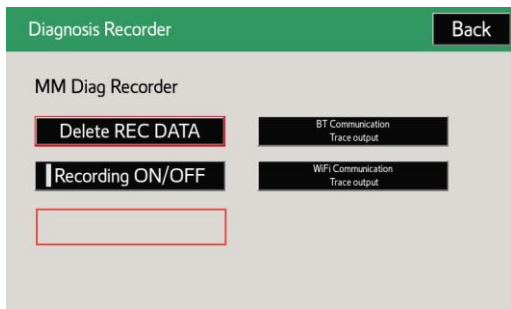 Diagnosis Recorder
Back
MM Diag Recorder
Delete REC DATA
BT Communication
Trace output
Recording ON/OFF
WiFi Communication
Trace output